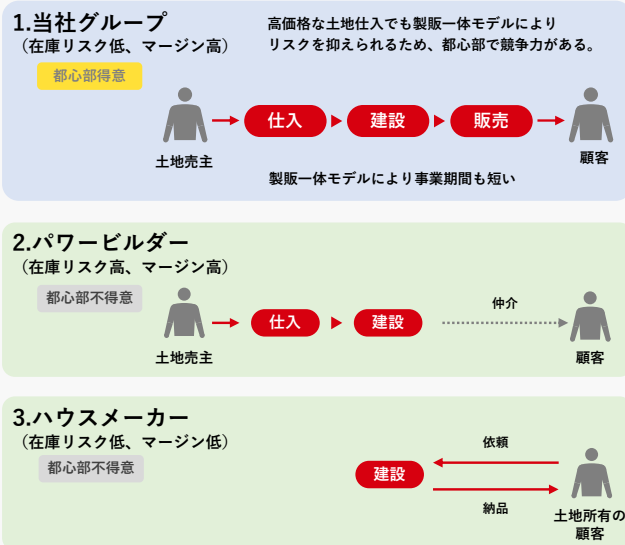 1.当社グループ
（在庫リスク低、マージン高）
高価格な土地仕入でも製販一体モデルにより
リスクを抑えられるため、都心部で競争力がある。
都心部得意
仕入
建設
販売
土地売主
顧客
製販一体モデルにより事業期間も短い
2.パワービルダー
（在庫リスク高、マージン高）
都心部不得意
仕入
建設
仲介
土地売主
顧客
3.ハウスメーカー
（在庫リスク低、マージン低）
都心部不得意
依頼
建設
納品
土地所有の
顧客